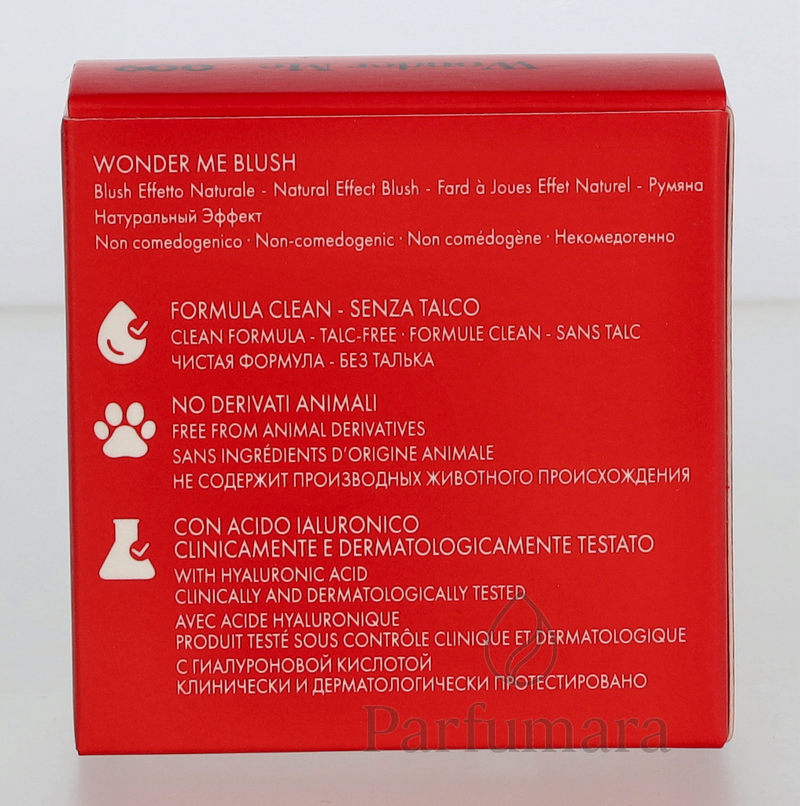 Wonder Me
WONDER ME BLUSH
Blush Effetto Naturale - Natural Effect Blush - Fard à Joues Effet Naturel - Румяна
Натуральный Эффект
Non comedogenico · Non-comedogenic · Non comédogène · Некомедогенно
FORMULA CLEAN - SENZA TALCO
CLEAN FORMULA - TALC-FREE · FORMULE CLEAN - SANS TALC
ЧИСТАЯ ФОРМУЛА - БЕЗ ТАЛЬКА
NO DERIVATI ANIMALI
FREE FROM ANIMAL DERIVATIVES
SANS INGRÉDIENTS D'ORIGINE ANIMALE
НЕ СОДЕРЖИТ ПРОИЗВОДНЫХ ЖИВОТНОГО ПРОИСХОЖДЕНИЯ
CON ACIDO IALURONICO
CLINICAMENTE E DERMATOLOGICAMENTE TESTATO
WITH HYALURONIC ACID
CLINICALLY AND DERMATOLOGICALLY TESTED
AVEC ACIDE HYALURONIQUE
PRODUIT TESTÉ SOUS CONTRÔLE CLINIQUE ET DERMATOLOGIQUE
С ГИАЛУРОНОВОЙ КИСЛОТОЙ
КЛИНИЧЕСКИ И ДЕРМАТОЛОГИЧЕСКИ ПРОТЕСТИРОВАНО
Parfumara